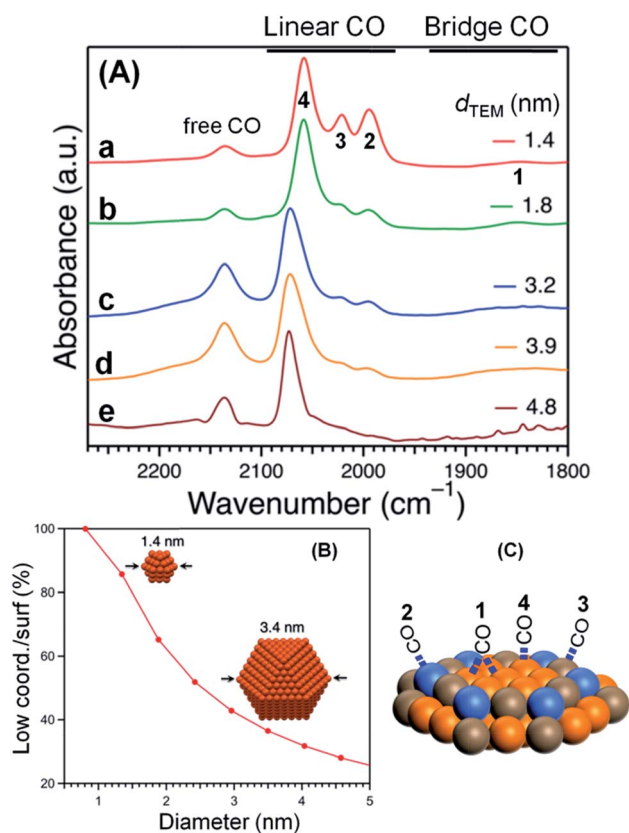 Linear CO Bridge CO
(A)
4
free CO
3
2
d_TEM (nm)
a
1.4
1
b
1.8
c
3.2
d
3.9
e
4.8
Absorbance (a.u.)
2200 2100 2000 1900 1800
Wavenumber (cm⁻¹)
100
80
60
40
20
Low coord./surf (%)
1.4 nm
(B)
3.4 nm
1 2 3 4 5
Diameter (nm)
(C)
2 1 4 3
CO CO CO CO